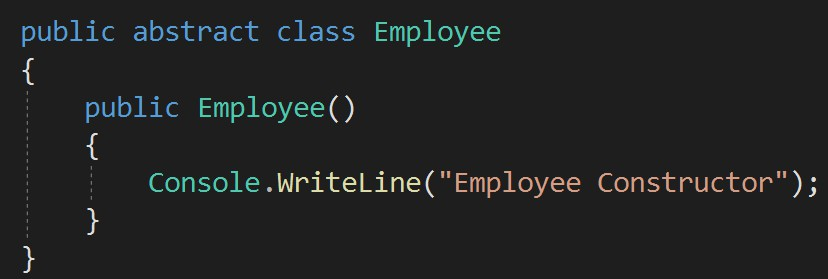 public abstract class Employee
{
    public Employee()
    {
        Console.WriteLine("Employee Constructor");
    }
}